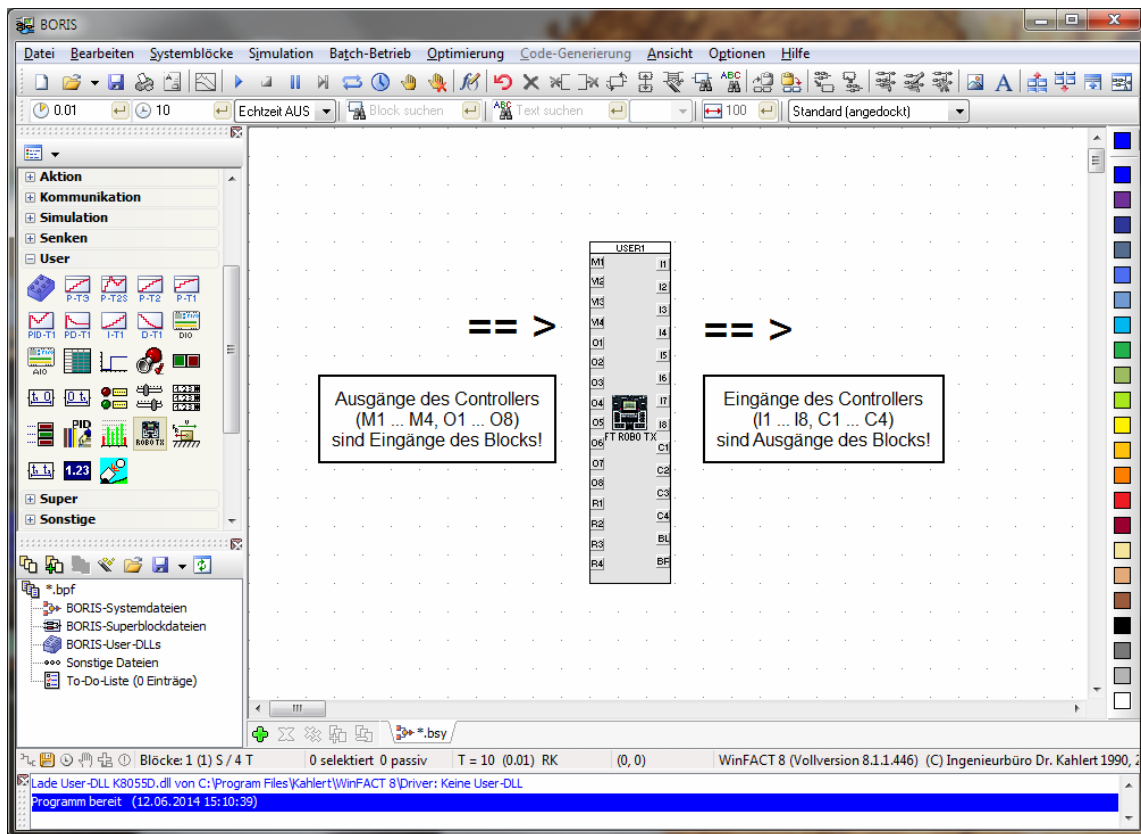 BORIS
Datei Bearbeiten Systemblöcke Simulation Batch-Betrieb Optimierung Code-Generierung Ansicht Optionen Hilfe
0.01 10 Echtzeit AUS Block suchen Text suchen 100 Standard (angedockt)
Aktion
Kommunikation
Simulation
Senken
User
P-T3 P-T2S P-T2 P-T1
PID-T1 PD-T1 I-T1 D-T1 DIO
AIO
PID
ROBO TX
1.23
Super
Sonstige
*.bpf
BORIS-Systemdateien
BORIS-Superblockdateien
BORIS-User-DLLs
Sonstige Dateien
To-Do-Liste (0 Einträge)
== >
Ausgänge des Controllers
(M1 ... M4, O1 ... O8)
sind Eingänge des Blocks!
USER1
M1 I1
M2 I2
M3 I3
M4 I4
O1 I5
O2 I6
O3 I7
O4 I8
O5 C1
FT ROBO TX
O6 C2
O7 C3
O8 C4
R1 BL
R2 BF
R3
R4
== >
Eingänge des Controllers
(I1 ... I8, C1 ... C4)
sind Ausgänge des Blocks!
*.bsy
Blöcke: 1 (1) S / 4 T 0 selektiert 0 passiv T = 10 (0.01) RK (0, 0) WinFACT 8 (Vollversion 8.1.1.446) (C) Ingenieurbüro Dr. Kahlert 1990,
Lade User-DLL K8055D.dll von C:\Program Files\Kahlert\WinFACT 8\Driver: Keine User-DLL
Programm bereit (12.06.2014 15:10:39)